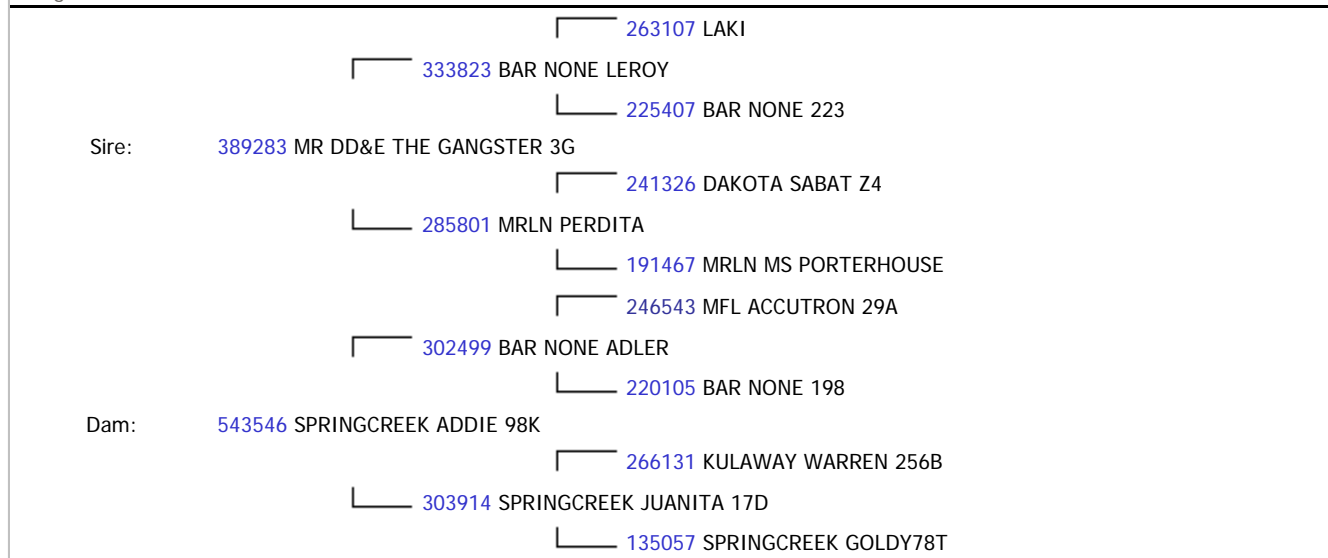 263107 LAKI
333823 BAR NONE LEROY
225407 BAR NONE 223
Sire: 389283 MR DD&E THE GANGSTER 3G
241326 DAKOTA SABAT Z4
285801 MRLN PERDITA
191467 MRLN MS PORTERHOUSE
246543 MFL ACCUTRON 29A
302499 BAR NONE ADLER
220105 BAR NONE 198
Dam: 543546 SPRINGCREEK ADDIE 98K
266131 KULAWAY WARREN 256B
303914 SPRINGCREEK JUANITA 17D
135057 SPRINGCREEK GOLDY78T